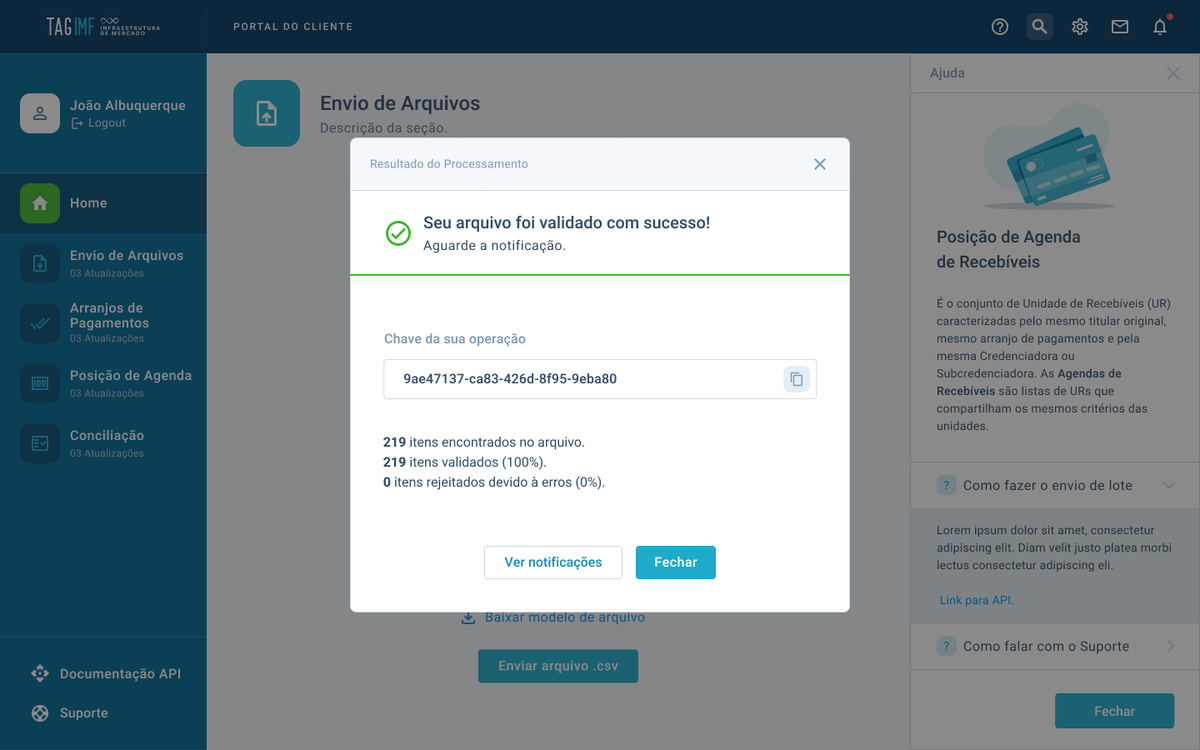 TAGIMF INFRAESTRUTURA
DE MERCADO
PORTAL DO CLIENTE
João Albuquerque
Logout
Home
Envio de Arquivos
03 Atualizações
Arranjos de
Pagamentos
03 Atualizações
Posição de Agenda
03 Atualizações
Conciliação
03 Atualizações
Documentação API
Suporte
Envio de Arquivos
Descrição da seção.
Resultado do Processamento
Seu arquivo foi validado com sucesso!
Aguarde a notificação.
Chave da sua operação
9ae47137-ca83-426d-8f95-9eba80
219 itens encontrados no arquivo.
219 itens validados (100%).
0 itens rejeitados devido à erros (0%).
Ver notificações
Fechar
Baixar modelo de arquivo
Enviar arquivo .csv
Ajuda
Posição de Agenda
de Recebíveis
É o conjunto de Unidade de Recebíveis (UR)
caracterizadas pelo mesmo titular original,
mesmo arranjo de pagamentos e pela
mesma Credenciadora ou
Subcredenciadora. As Agendas de
Recebíveis são listas de URs que
compartilham os mesmos critérios das
unidades.
? Como fazer o envio de lote
Lorem ipsum dolor sit amet, consectetur
adipiscing elit. Diam velit justo platea morbi
lectus consectetur adipiscing eli.
Link para API.
? Como falar com o Suporte
Fechar